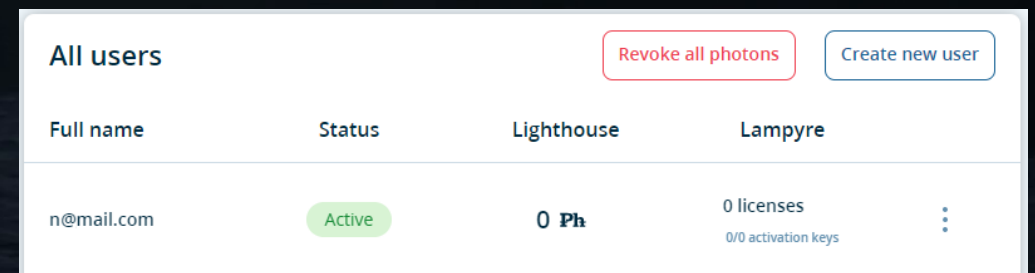 All users
Revoke all photons
Create new user
Full name
Status
Lighthouse
Lampyre
n@mail.com
Active
0 Ph
0 licenses
0/0 activation keys